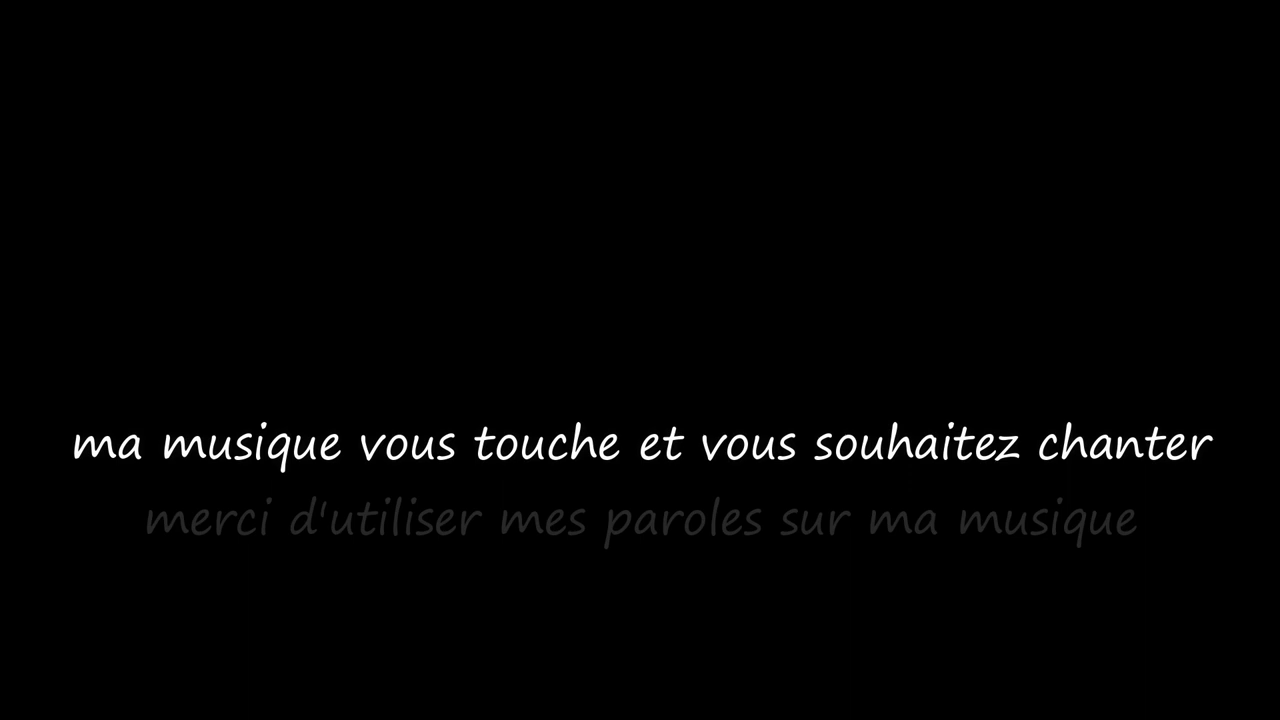 ma musique vous touche et vous souhaitez chanter
merci d'utiliser mes paroles sur ma musique